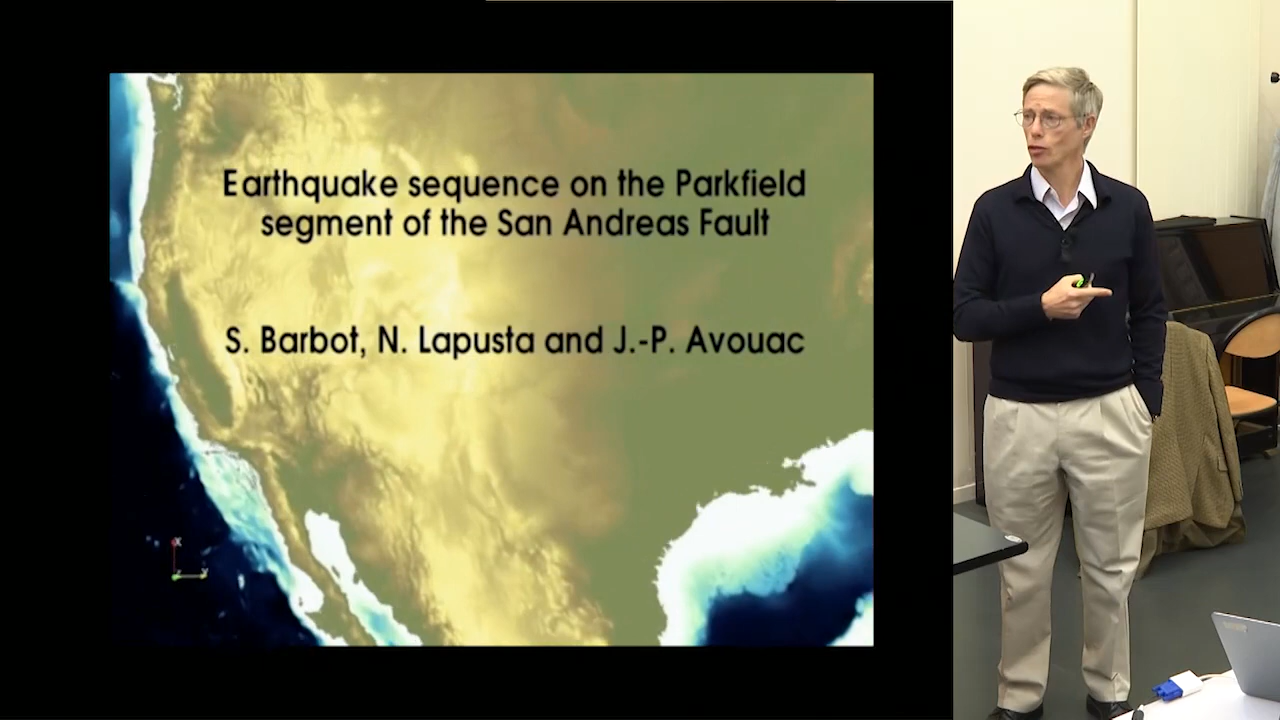 Earthquake sequence on the Parkfield
segment of the San Andreas Fault
S. Barbot, N. Lapusta and J.-P. Avouac